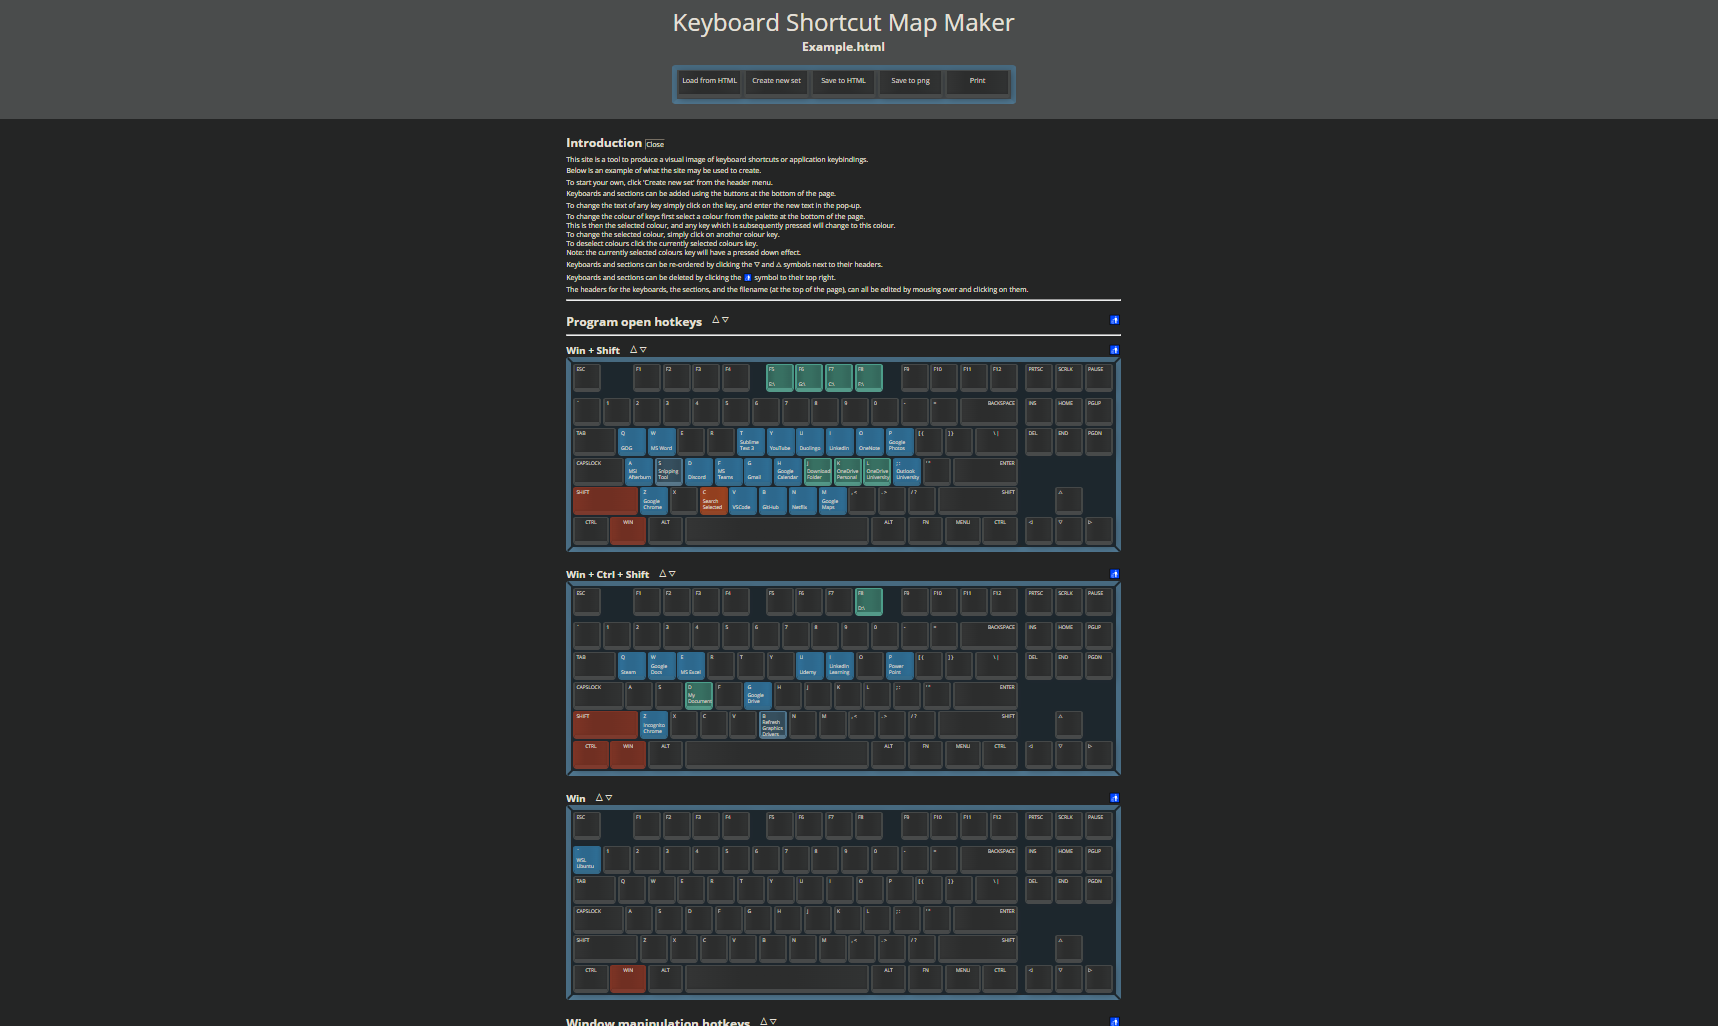 Keyboard Shortcut Map Maker
Example.html
Load from HTML Create new set Save to HTML Save to png Print
Introduction Close
This site is a tool to produce a visual image of keyboard shortcuts or application keybindings.
Below is an example of what the site may be used to create.
To start your own, click 'Create new set' from the header menu.
Keyboards and sections can be added using the buttons at the bottom of the page.
To change the text of any key simply click on the key, and enter the new text in the pop-up.
To change the colour of keys first select a colour from the palette at the bottom of the page.
This is then the selected colour, and any key which is subsequently pressed will change to this colour.
To change the selected colour, simply click on another colour key.
To deselect colours click the currently selected colours key.
Note: the currently selected colours key will have a pressed down effect.
Keyboards and sections can be re-ordered by clicking the ▽ and △ symbols next to their headers.
Keyboards and sections can be deleted by clicking the symbol to their top right.
The headers for the keyboards, the sections, and the filename (at the top of the page), can all be edited by mousing over and clicking on them.
Program open hotkeys △ ▽
Win + Shift △ ▽
ESC F1 F2 F3 F4 F5 F6 F7 F8 F9 F10 F11 F12 PRTSC SCRLK PAUSE
E:\ G:\ C:\ F:\
1 2 3 4 5 6 7 8 9 0 - = BACKSPACE INS HOME PGUP
TAB Q W E R T Y U I O P [ { ] } \ | DEL END PGDN
GOG MS Word Sublime Text 3 YouTube Duolingo LinkedIn OneNote Google Photos
CAPSLOCK A S D F G H J K L ; : ' " ENTER
MSI Afterburn Snipping Tool Discord MS Teams Gmail Google Calendar Download Folder OneDrive Personal OneDrive University Outlook University
SHIFT Z X C V B N M , < . > / ? SHIFT △
Google Chrome Search Selected VSCode GitHub Netflix Google Maps
CTRL WIN ALT ALT FN MENU CTRL ◁ ▽ ▷
Win + Ctrl + Shift △ ▽
ESC F1 F2 F3 F4 F5 F6 F7 F8 F9 F10 F11 F12 PRTSC SCRLK PAUSE
D:\
1 2 3 4 5 6 7 8 9 0 - = BACKSPACE INS HOME PGUP
TAB Q W E R T Y U I O P [ { ] } \ | DEL END PGDN
Steam Google Docs MS Excel Udemy LinkedIn Learning Power Point
CAPSLOCK A S D F G H J K L ; : ' " ENTER
My Document Google Drive
SHIFT Z X C V B N M , < . > / ? SHIFT △
Incognito Chrome Refresh Graphics Drivers
CTRL WIN ALT ALT FN MENU CTRL ◁ ▽ ▷
Win △ ▽
ESC F1 F2 F3 F4 F5 F6 F7 F8 F9 F10 F11 F12 PRTSC SCRLK PAUSE
1 2 3 4 5 6 7 8 9 0 - = BACKSPACE INS HOME PGUP
WSL Ubuntu
TAB Q W E R T Y U I O P [ { ] } \ | DEL END PGDN
CAPSLOCK A S D F G H J K L ; : ' " ENTER
SHIFT Z X C V B N M , < . > / ? SHIFT △
CTRL WIN ALT ALT FN MENU CTRL ◁ ▽ ▷
Window manipulation hotkeys △ ▽